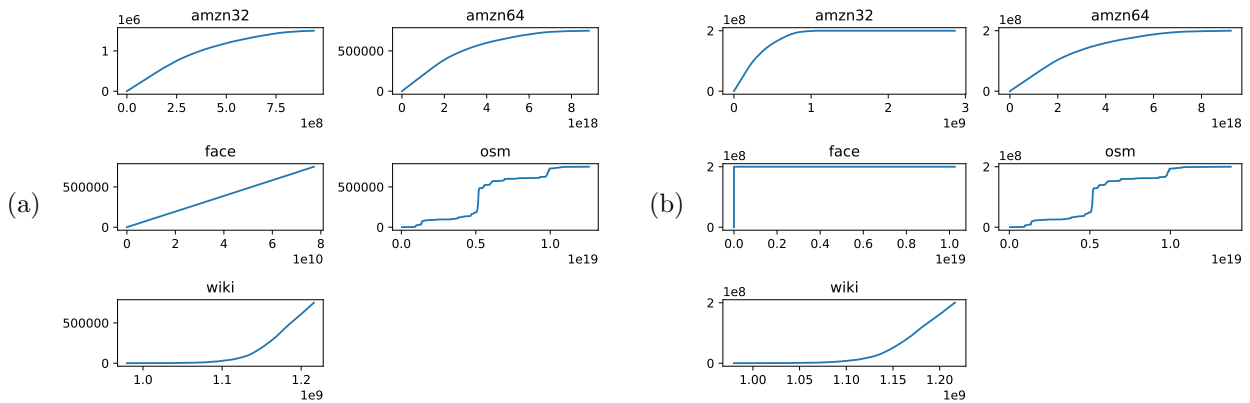 (a)
amzn32
1e6
1
0
0.0 2.5 5.0 7.5
1e8
amzn64
500000
0
0 2 4 6 8
1e18
face
500000
0
0 2 4 6 8
1e10
osm
500000
0
0.0 0.5 1.0
1e19
wiki
500000
0
1.0 1.1 1.2
1e9
(b)
amzn32
1e8
2
0
0 1 2 3
1e9
amzn64
1e8
2
0
0 2 4 6 8
1e18
face
1e8
2
0
0.0 0.2 0.4 0.6 0.8 1.0
1e19
osm
1e8
2
0
0.0 0.5 1.0
1e19
wiki
1e8
2
0
1.00 1.05 1.10 1.15 1.20
1e9